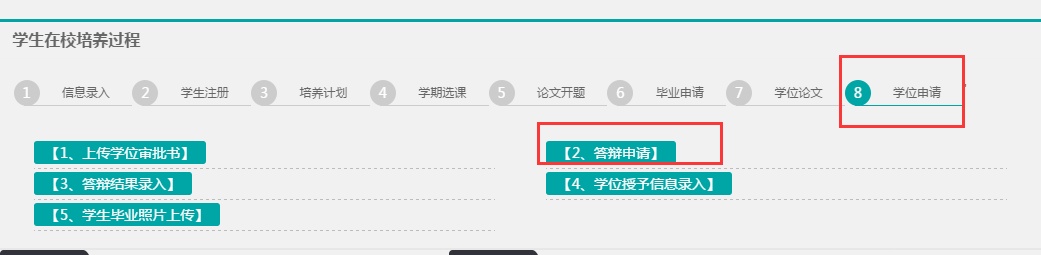 学生在校培养过程
1 信息录入 2 学生注册 3 培养计划 4 学期选课 5 论文开题 6 毕业申请 7 学位论文 8 学位申请
【1、上传学位审批书】 【2、答辩申请】
【3、答辩结果录入】 【4、学位授予信息录入】
【5、学生毕业照片上传】